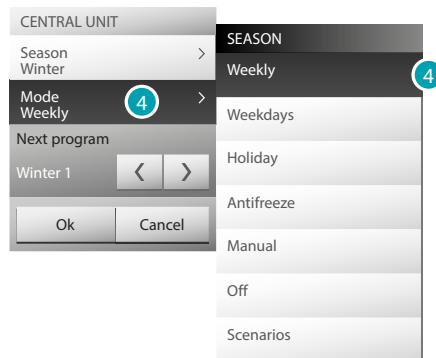 CENTRAL UNIT
Season
Winter
Mode
Weekly
4
Next program
Winter 1
Ok
Cancel
SEASON
Weekly
4
Weekdays
Holiday
Antifreeze
Manual
Off
Scenarios